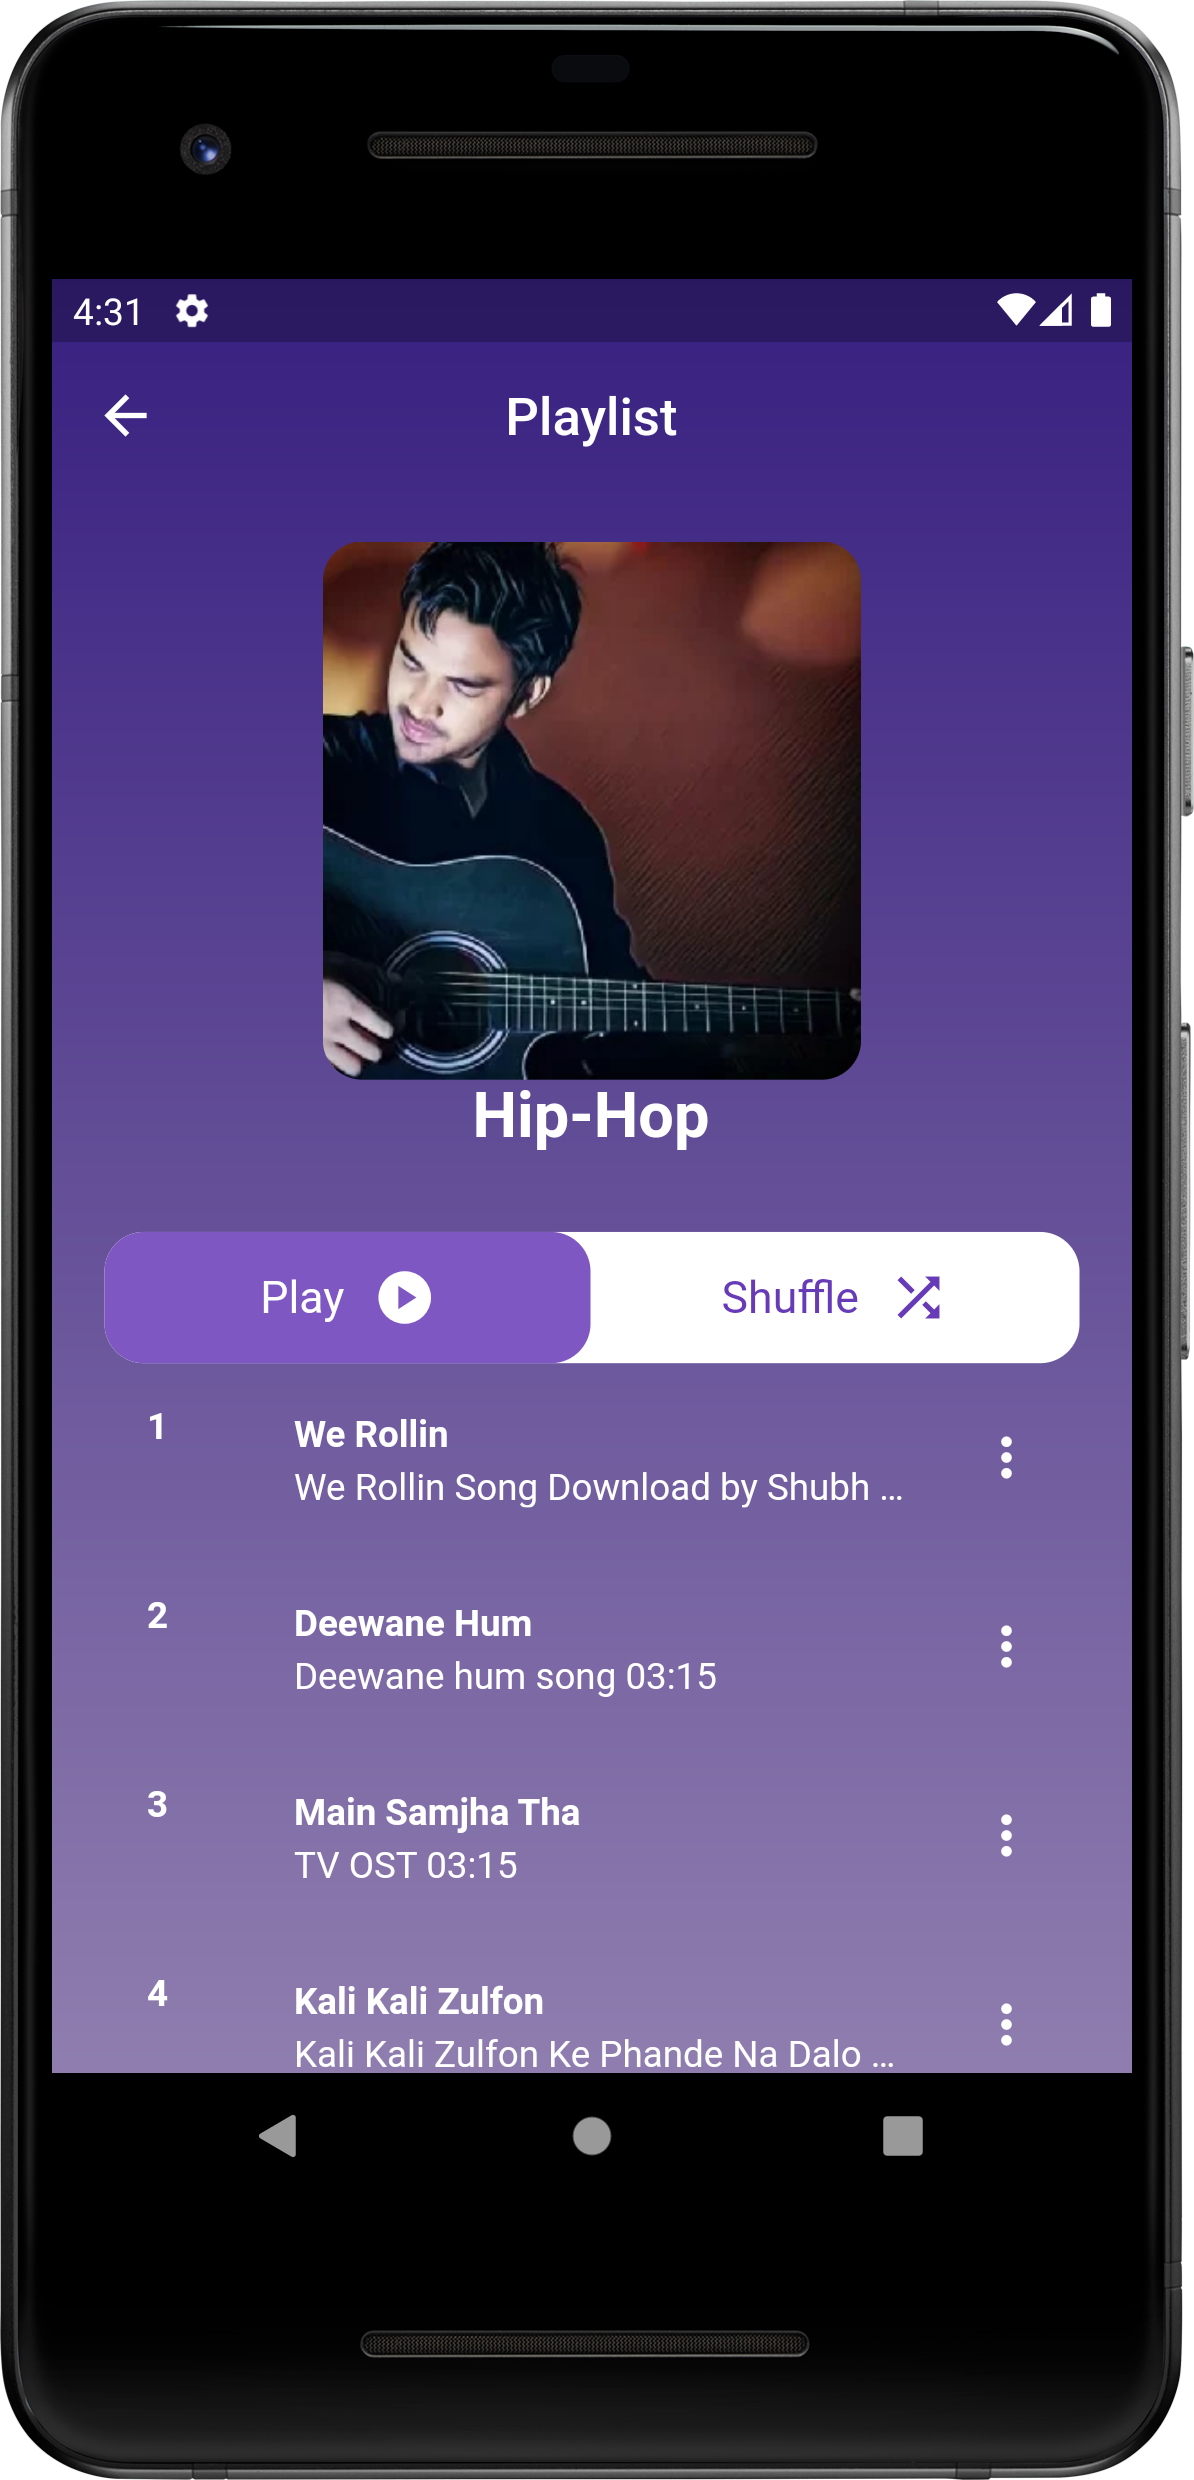 4:31
Playlist
Hip-Hop
Play
Shuffle
1
We Rollin
We Rollin Song Download by Shubh ...
2
Deewane Hum
Deewane hum song 03:15
3
Main Samjha Tha
TV OST 03:15
4
Kali Kali Zulfon
Kali Kali Zulfon Ke Phande Na Dalo ...